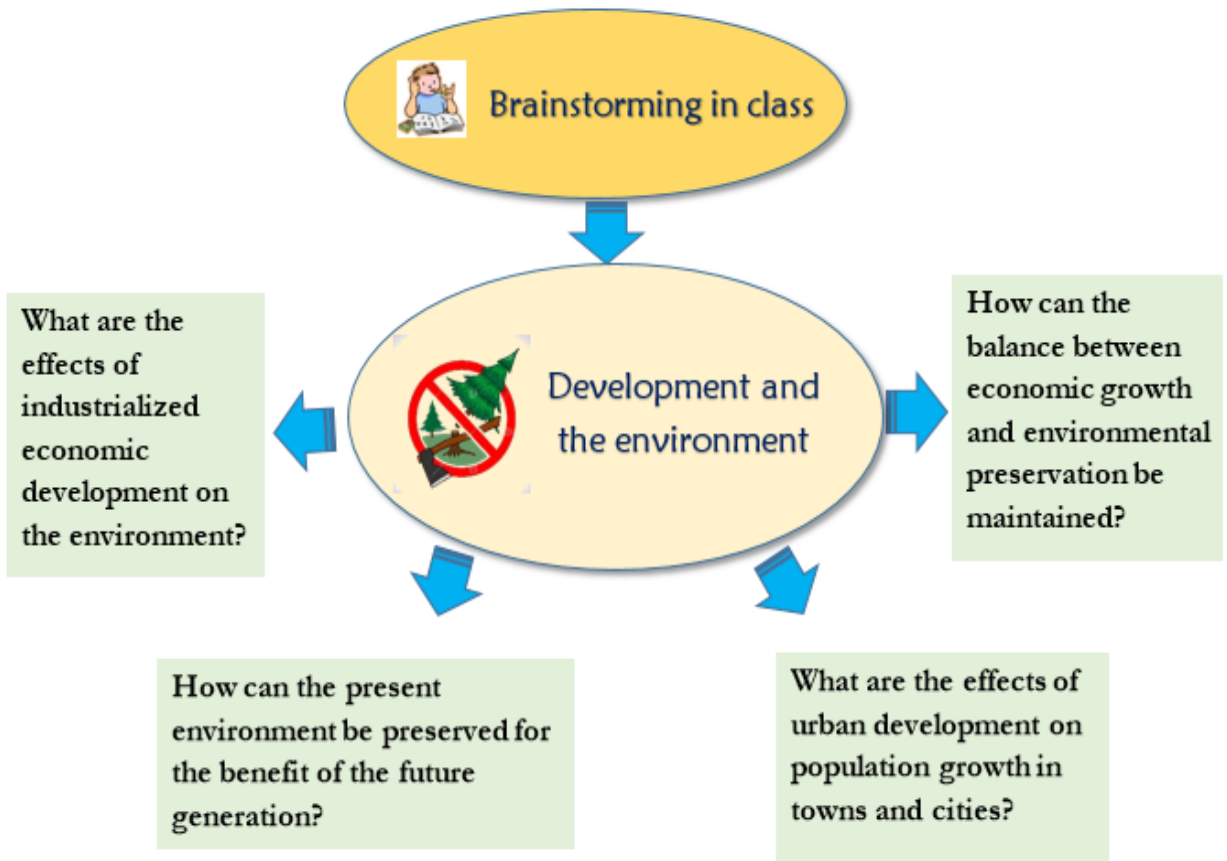 Brainstorming in class
Development and
the environment
What are the
effects of
industrialized
economic
development on
the environment?
How can the
balance between
economic growth
and environmental
preservation be
maintained?
How can the present
environment be preserved for
the benefit of the future
generation?
What are the effects of
urban development on
population growth in
towns and cities?